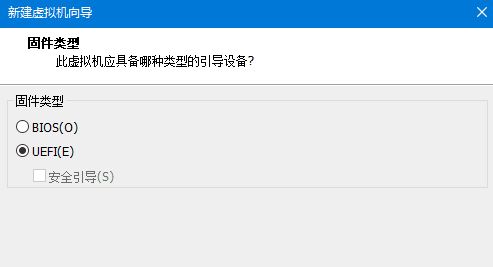 新建虚拟机向导
固件类型
此虚拟机应具备哪种类型的引导设备?
固件类型
BIOS(O)
UEFI(E)
安全引导(S)